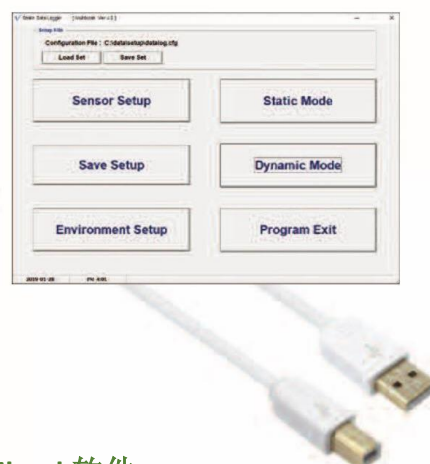 Configuration File : C:\data\setup\datalog.cfg
Load Set Save Set
Sensor Setup Static Mode
Save Setup Dynamic Mode
Environment Setup Program Exit
软件